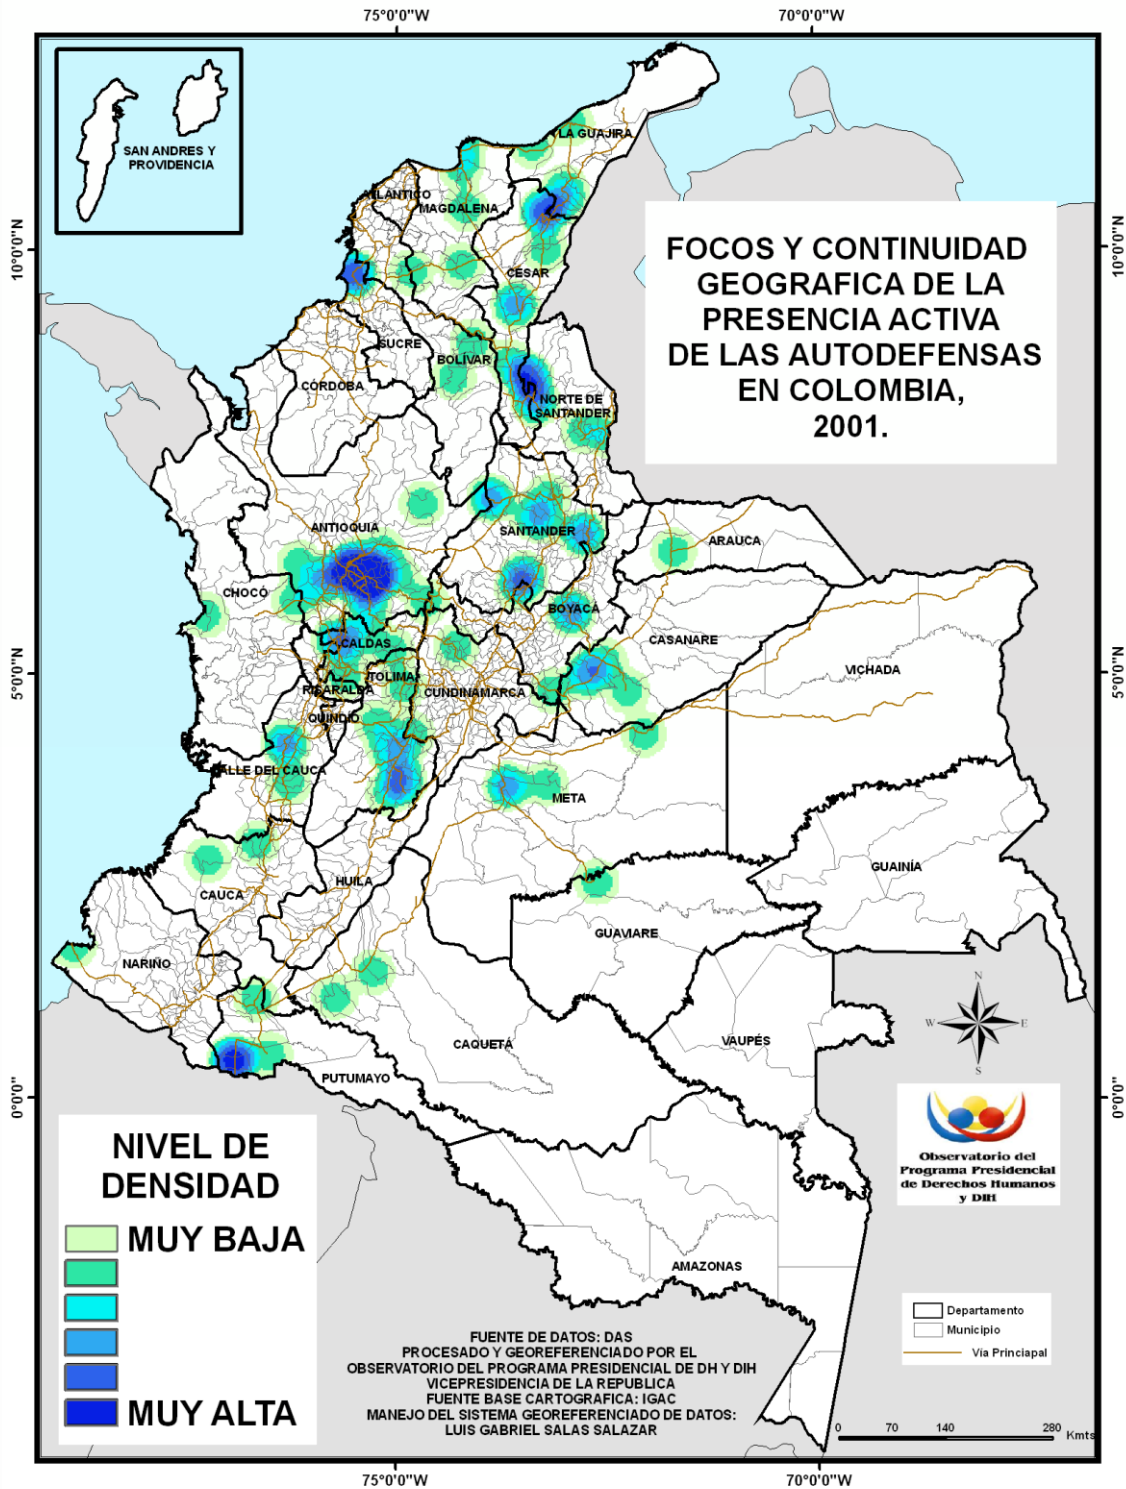 75°0'0"W
70°0'0"W
SAN ANDRES Y
PROVIDENCIA
10°0'0"N
10°0'0"N
FOCOS Y CONTINUIDAD
GEOGRAFICA DE LA
PRESENCIA ACTIVA
DE LAS AUTODEFENSAS
EN COLOMBIA,
2001.
LA GUAJIRA
ATLANTICO
MAGDALENA
CESAR
SUCRE
BOLÍVAR
CORDOBA
NORTE DE
SANTANDER
ANTIOQUIA
SANTANDER
ARAUCA
CHOCÓ
BOYACÁ
CASANARE
CALDAS
VICHADA
TOLIMA
RISARALDA
CUNDINAMARCA
QUINDIO
5°0'0"N
5°0'0"N
VALLE DEL CAUCA
META
GUAINÍA
HUILA
CAUCA
GUAVIARE
NARIÑO
N
W
E
S
CAQUETÁ
VAUPÉS
PUTUMAYO
0°0'0"
0°0'0"
AMAZONAS
Observatorio del
Programa Presidencial
de Derechos Humanos
y DIH
NIVEL DE
DENSIDAD
MUY BAJA
MUY ALTA
FUENTE DE DATOS: DAS
PROCESADO Y GEOREFERENCIADO POR EL
OBSERVATORIO DEL PROGRAMA PRESIDENCIAL DE DH Y DIH
VICEPRESIDENCIA DE LA REPUBLICA
FUENTE BASE CARTOGRAFICA: IGAC
MANEJO DEL SISTEMA GEOREFERENCIADO DE DATOS:
LUIS GABRIEL SALAS SALAZAR
Departamento
Municipio
Vía Princiapal
0 70 140 280
Kmts
75°0'0"W
70°0'0"W